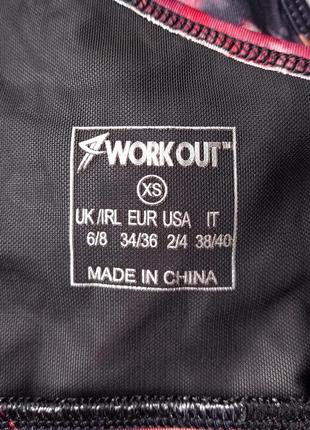 WORK OUT™
XS
UK/IRL EUR USA IT
6/8 34/36 2/4 38/40
MADE IN CHINA